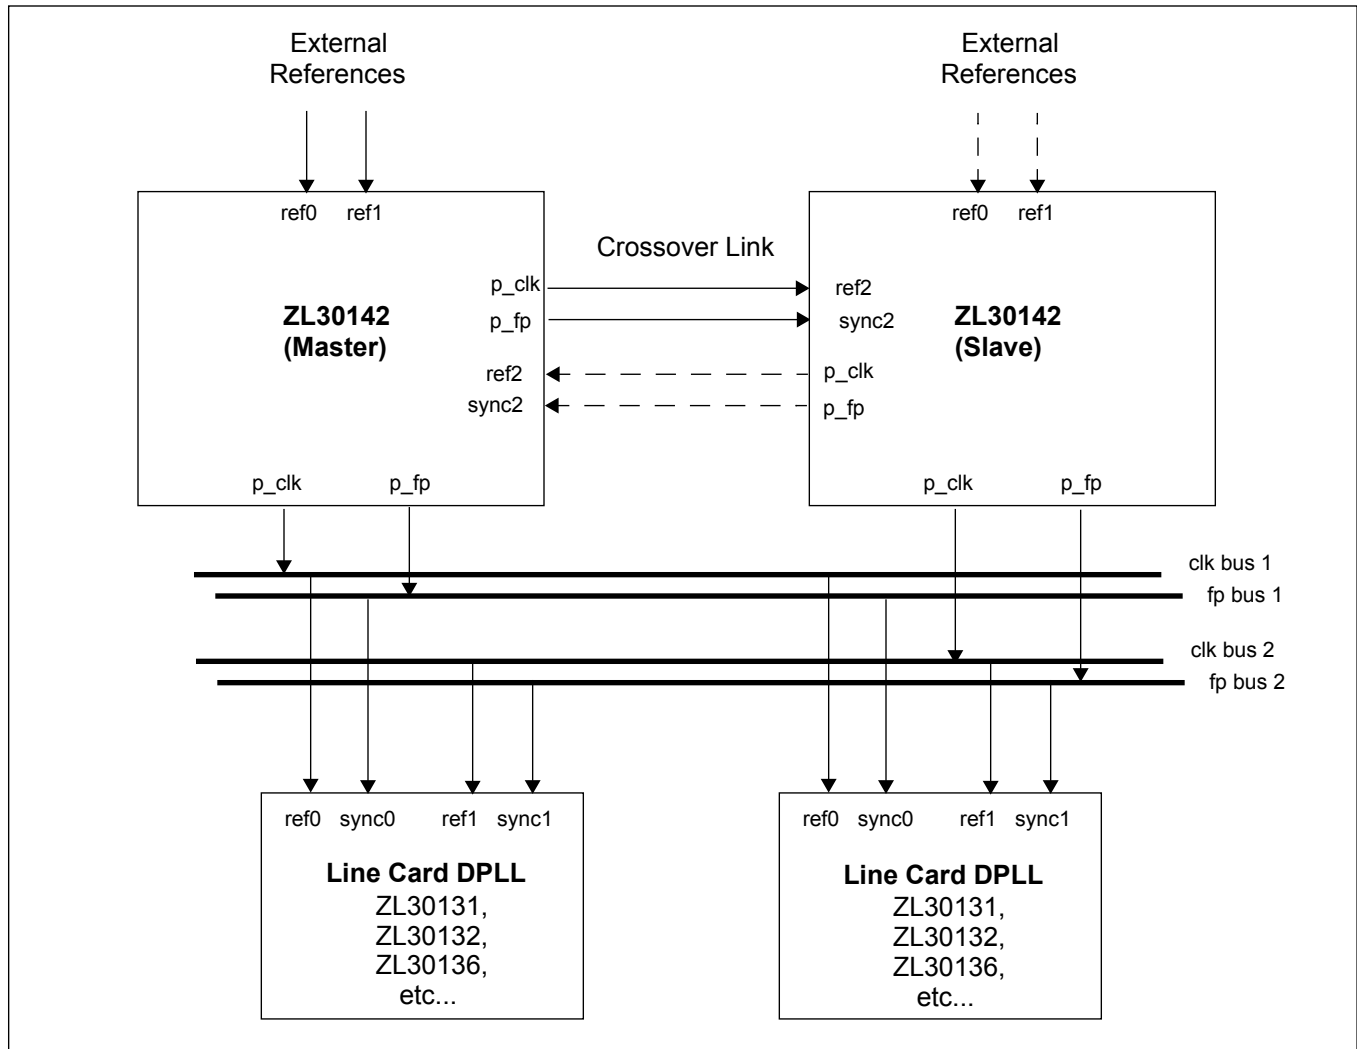 External
References
External
References
ref0 ref1
ref0 ref1
Crossover Link
p_clk
ref2
ZL30142
(Master)
p_fp
sync2
ZL30142
(Slave)
ref2
p_clk
sync2
p_fp
p_clk p_fp
p_clk p_fp
clk bus 1
fp bus 1
clk bus 2
fp bus 2
ref0 sync0 ref1 sync1
Line Card DPLL
ZL30131,
ZL30132,
ZL30136,
etc...
ref0 sync0 ref1 sync1
Line Card DPLL
ZL30131,
ZL30132,
ZL30136,
etc...